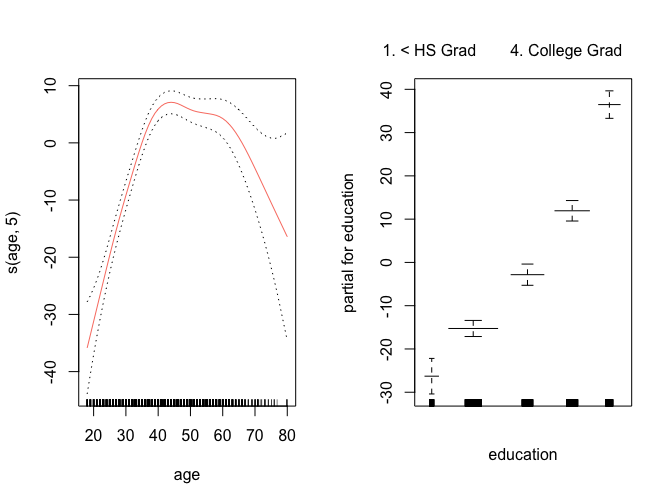 s(age, 5)
10
0
-10
-20
-30
-40
20 30 40 50 60 70 80
age
1. < HS Grad 4. College Grad
partial for education
40
30
20
10
0
-10
-20
-30
education